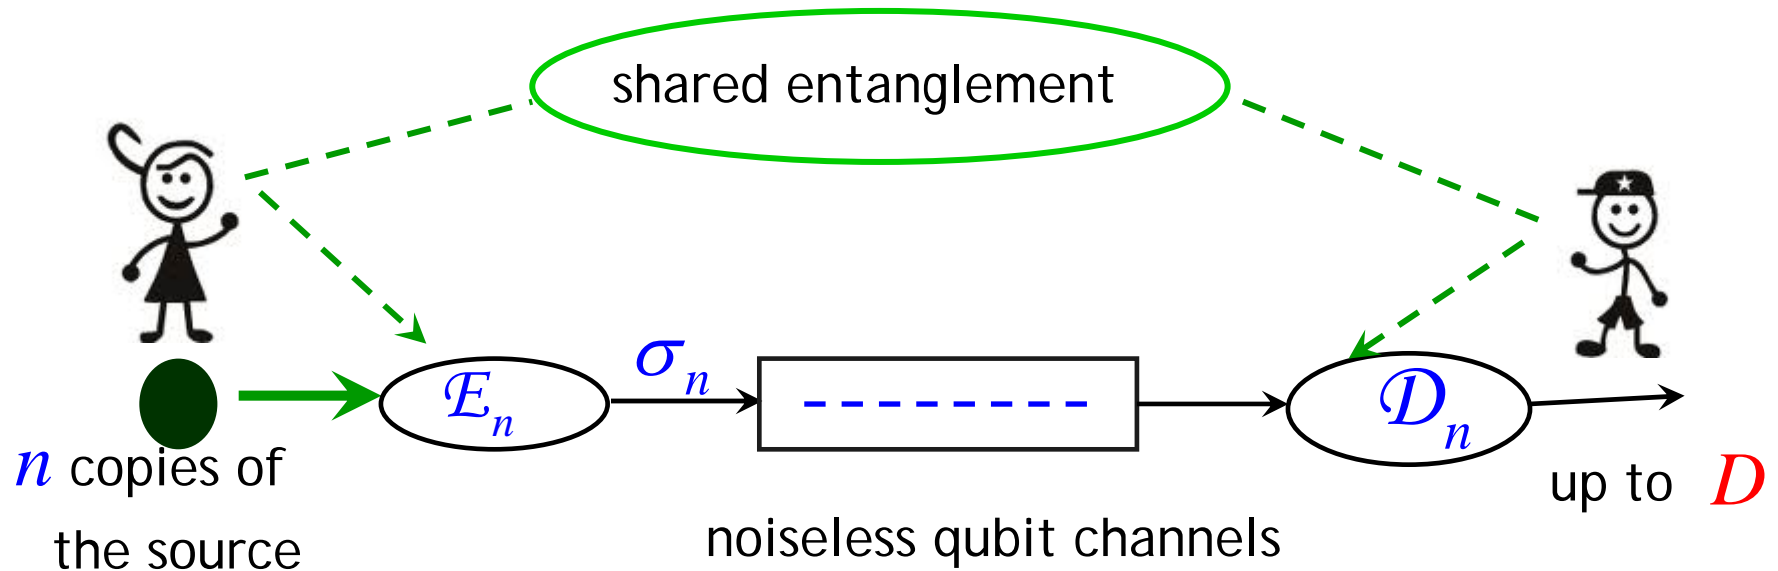 shared entanglement
σₙ
ℰₙ
𝒟ₙ
n copies of
the source
noiseless qubit channels
up to D